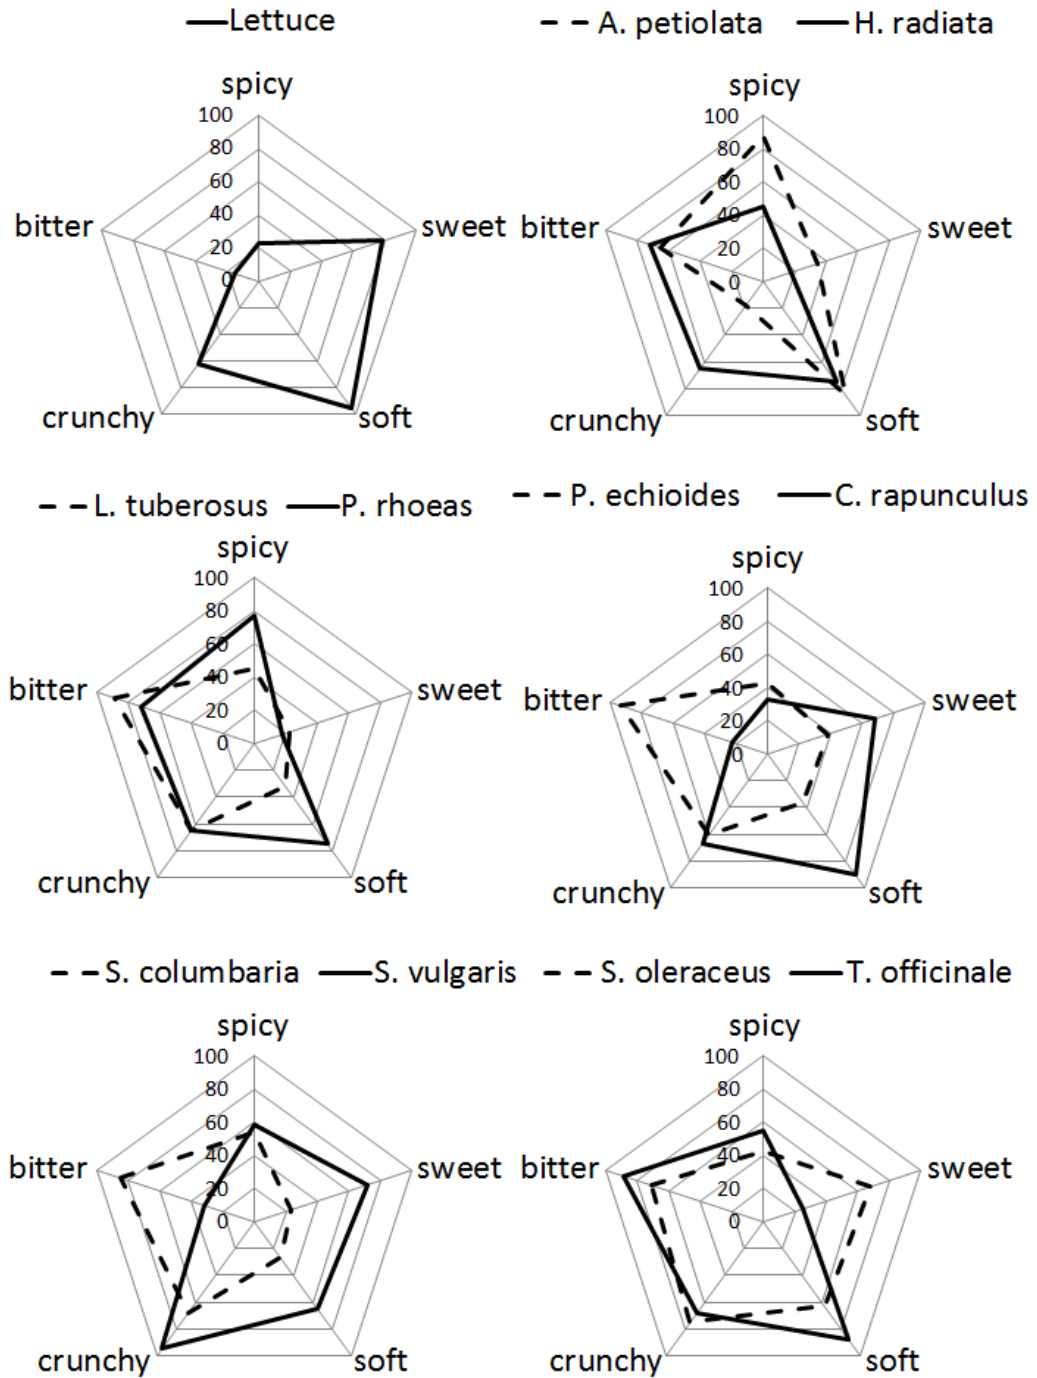 Lettuce
A. petiolata H. radiata
spicy
100
80
60
40
20
0
bitter
sweet
crunchy
soft
spicy
100
80
60
40
20
0
bitter
sweet
crunchy
soft
L. tuberosus P. rhoeas
P. echioides C. rapunculus
spicy
100
80
60
40
20
0
bitter
sweet
crunchy
soft
spicy
100
80
60
40
20
0
bitter
sweet
crunchy
soft
S. columbaria S. vulgaris
S. oleraceus T. officinale
spicy
100
80
60
40
20
0
bitter
sweet
crunchy
soft
spicy
100
80
60
40
20
0
bitter
sweet
crunchy
soft